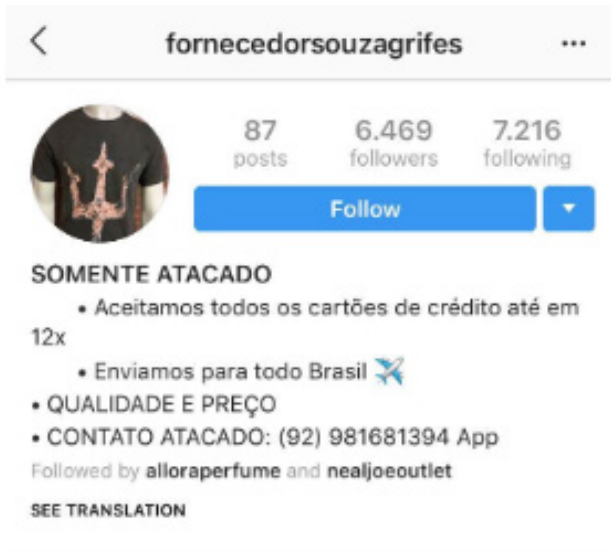 fornecedorsouzagrifes
87 6.469 7.216
posts followers following
Follow
SOMENTE ATACADO
• Aceitamos todos os cartões de crédito até em
12x
• Enviamos para todo Brasil ✈️
• QUALIDADE E PREÇO
• CONTATO ATACADO: (92) 981681394 App
Followed by alloraperfume and nealjoeoutlet
SEE TRANSLATION